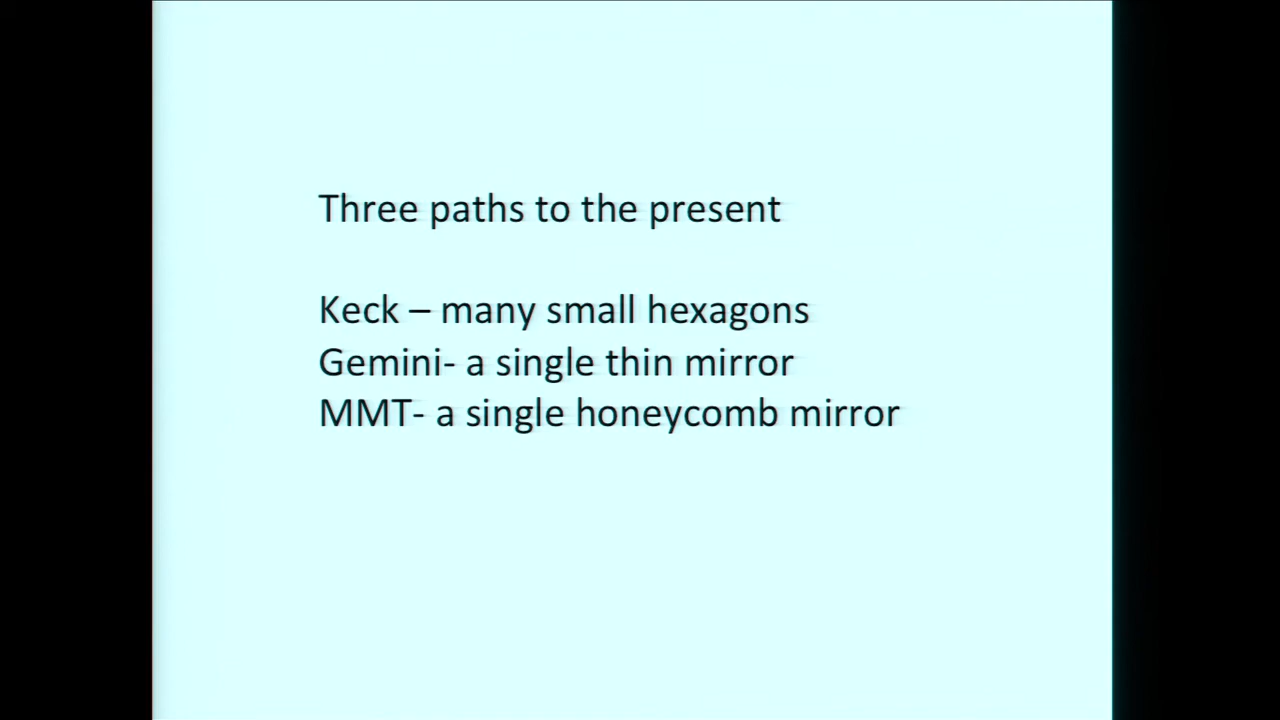 Three paths to the present
Keck – many small hexagons
Gemini- a single thin mirror
MMT- a single honeycomb mirror